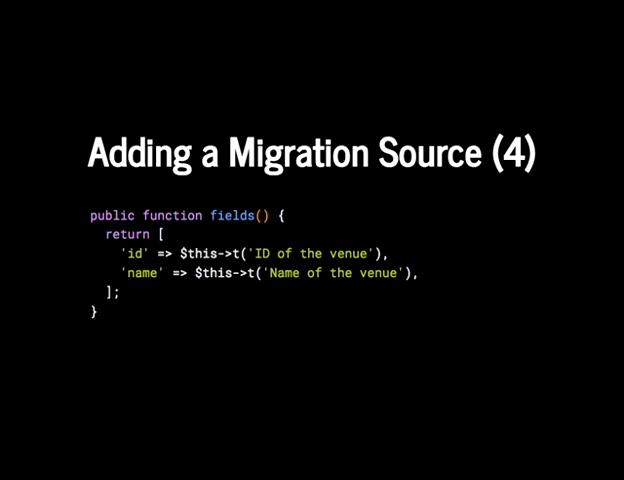 Adding a Migration Source (4)
public function fields() {
  return [
    'id' => $this->t('ID of the venue'),
    'name' => $this->t('Name of the venue'),
  ];
}